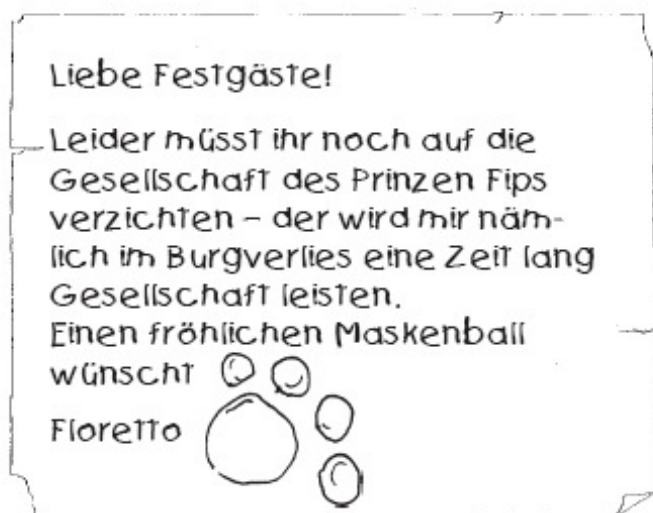 Liebe Festgäste!
Leider müsst ihr noch auf die
Gesellschaft des Prinzen Fips
verzichten – der wird mir näm-
lich im Burgverlies eine Zeit lang
Gesellschaft leisten.
Einen fröhlichen Maskenball
wünscht
Floretto